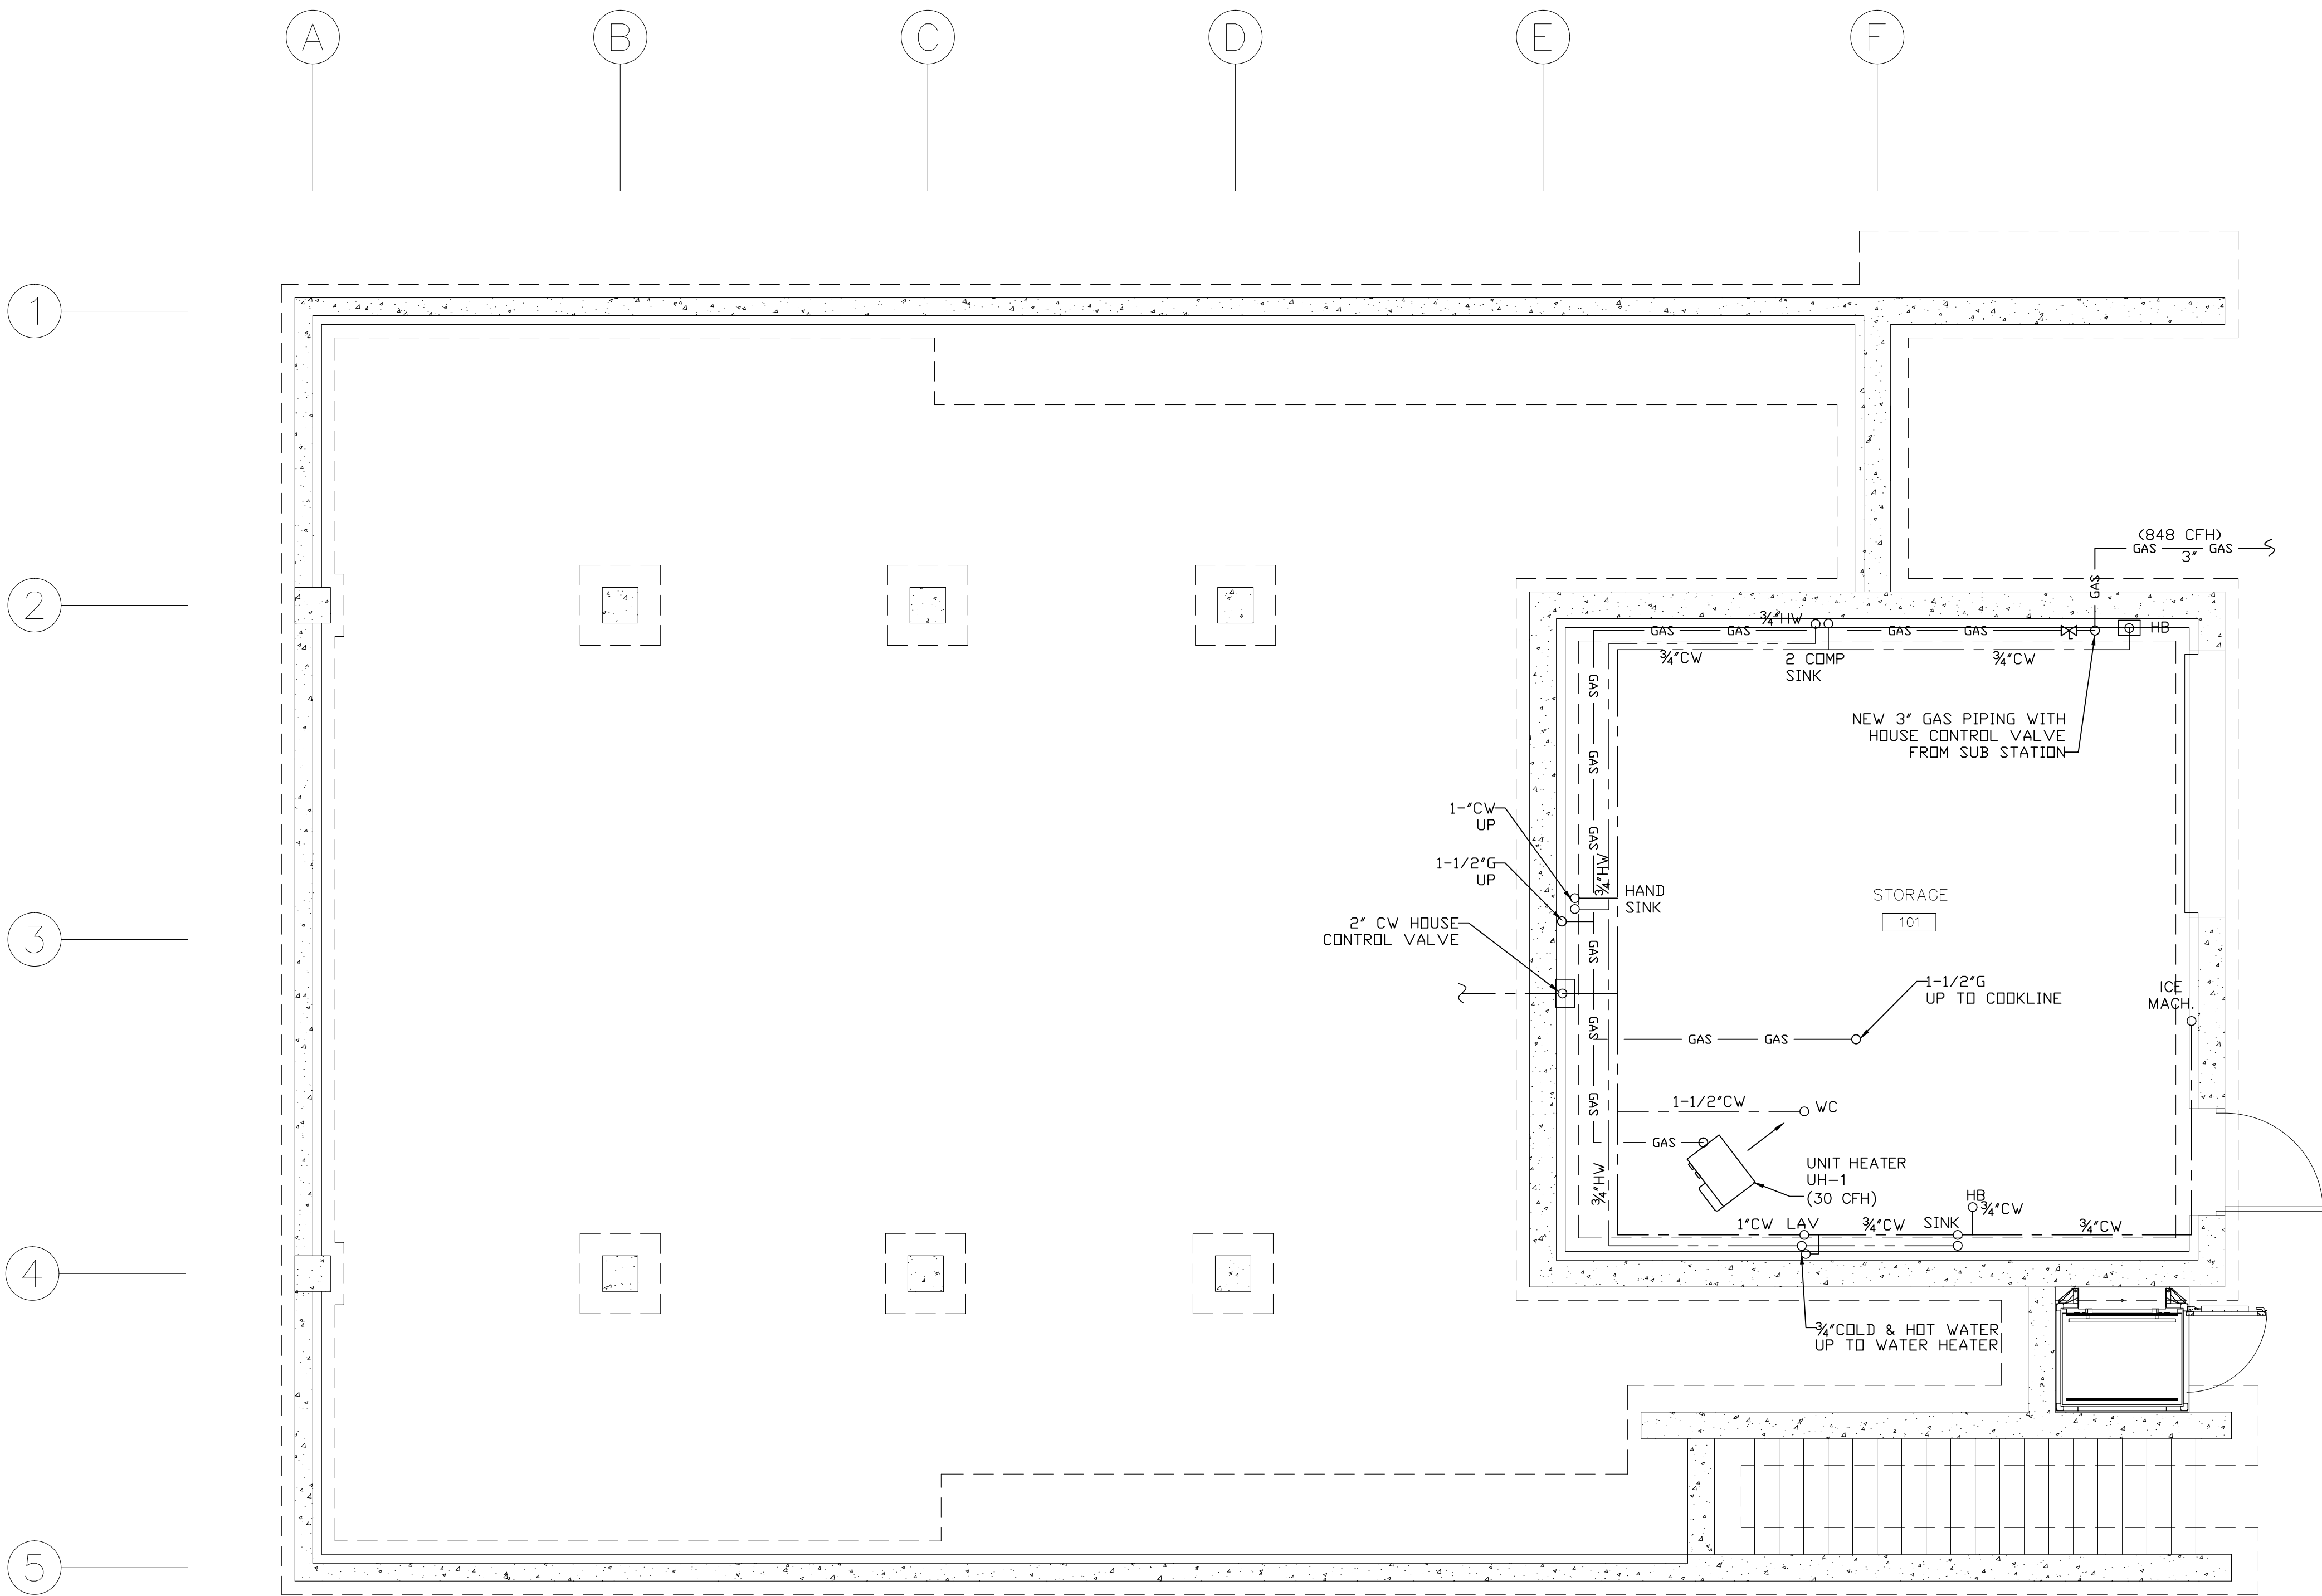 A
B
C
D
E
F
1
2
3
4
5
(848 CFH)
GAS
3"
GAS
GAS
¾"HW
GAS
GAS
GAS
GAS
HB
¾"CW
2 COMP
SINK
¾"CW
GAS
NEW 3" GAS PIPING WITH
HOUSE CONTROL VALVE
FROM SUB STATION
GAS
1-"CW
UP
GAS
1-1/2"G
UP
¾"HW
HAND
SINK
STORAGE
101
2" CW HOUSE
CONTROL VALVE
GAS
1-1/2"G
UP TO COOKLINE
ICE
MACH.
GAS
GAS
GAS
1-1/2"CW
WC
GAS
GAS
UNIT HEATER
UH-1
(30 CFH)
¾"HW
HB
¾"CW
1"CW
LAV
¾"CW
SINK
¾"CW
¾"COLD & HOT WATER
UP TO WATER HEATER